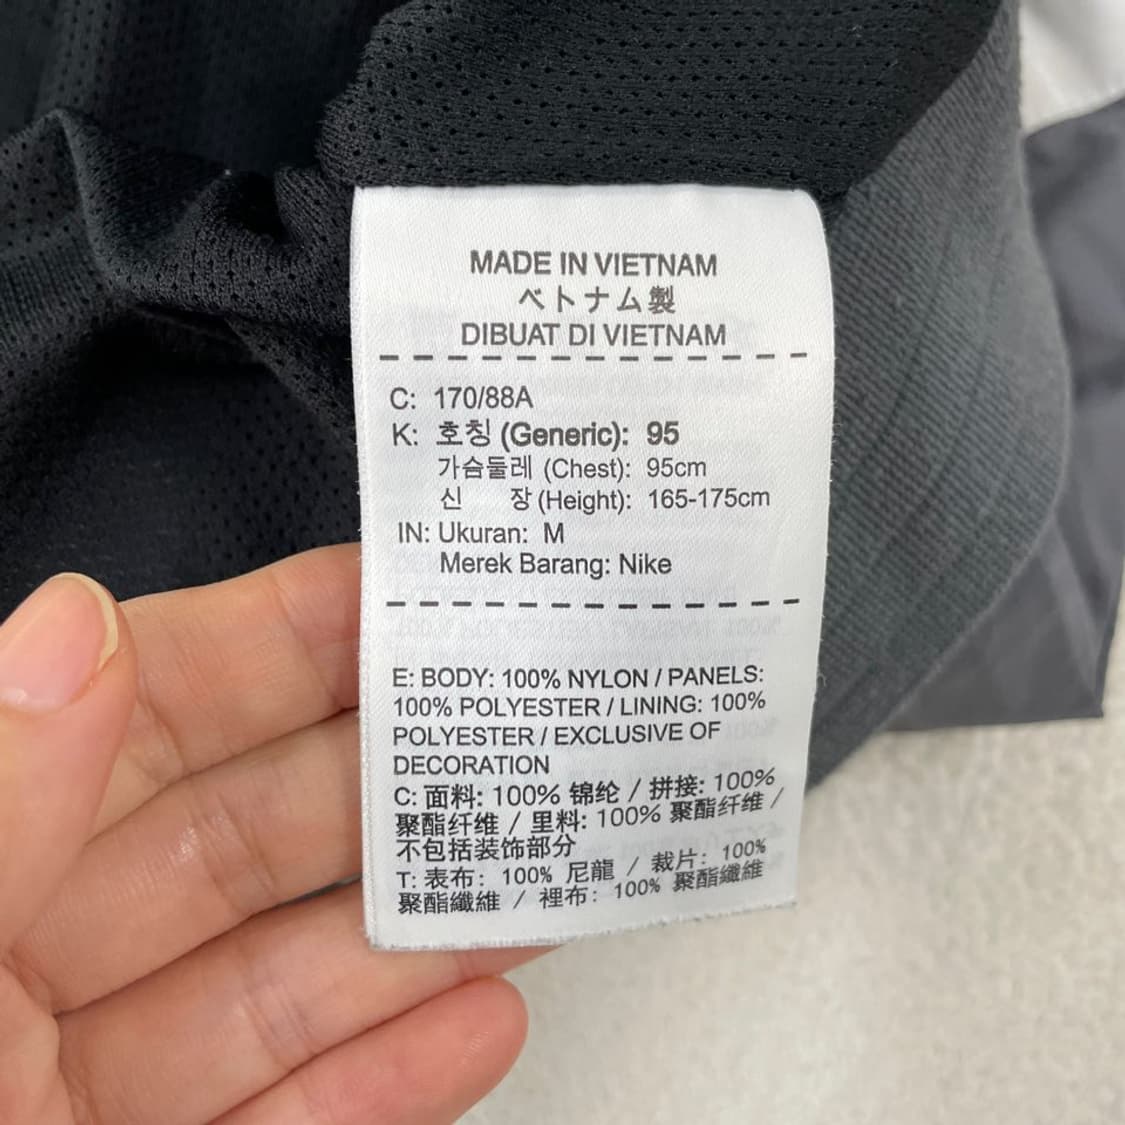 MADE IN VIETNAM
ベトナム製
DIBUAT DI VIETNAM
C: 170/88A
K: 호칭 (Generic): 95
가슴둘레 (Chest): 95cm
신 장 (Height): 165-175cm
IN: Ukuran: M
Merek Barang: Nike
E: BODY: 100% NYLON / PANELS:
100% POLYESTER / LINING: 100%
POLYESTER / EXCLUSIVE OF
DECORATION
C: 面料: 100% 锦纶 / 拼接: 100%
聚酯纤维 / 里料: 100% 聚酯纤维 /
不包括装饰部分
T: 表布: 100% 尼龍 / 裁片: 100%
聚酯纖維 / 裡布: 100% 聚酯纖維